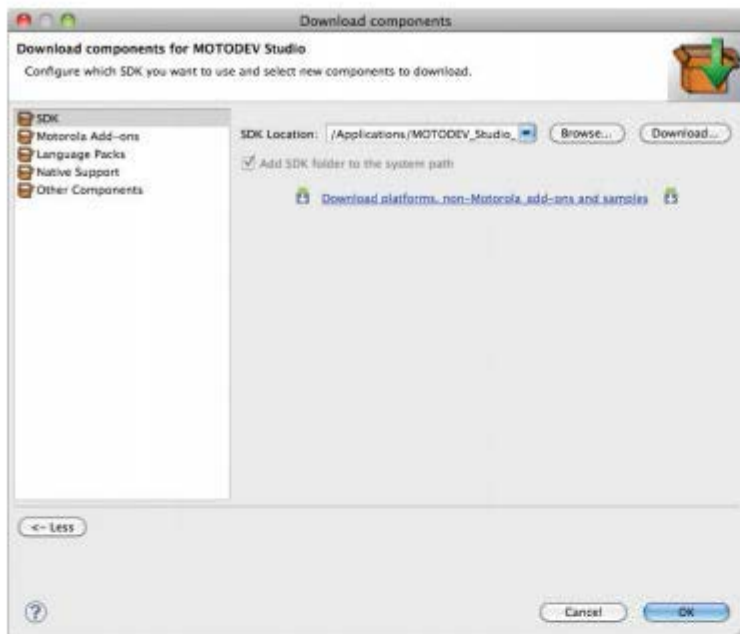 Download components
Download components for MOTODEV Studio
Configure which SDK you want to use and select new components to download.
SDK
Motorola Add-ons
Language Packs
Native Support
Other Components
SDK Location: /Applications/MOTODEV_Studio_ Browse... Download...
Add SDK folder to the system path
Download platforms, non-Motorola add-ons and samples
<- Less
?
Cancel OK